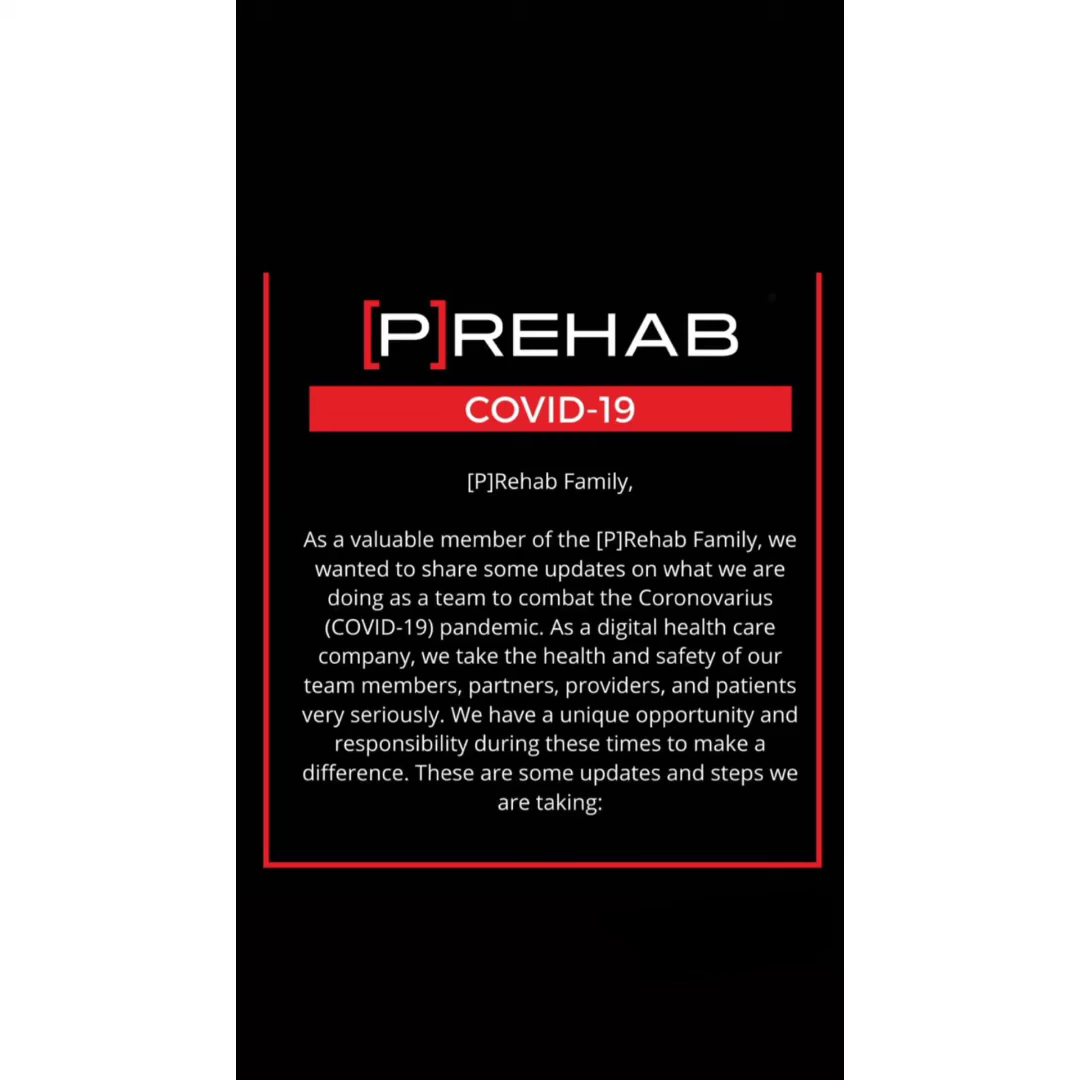 [P]REHAB
COVID-19
[P]Rehab Family,
As a valuable member of the [P]Rehab Family, we
wanted to share some updates on what we are
doing as a team to combat the Coronovarius
(COVID-19) pandemic. As a digital health care
company, we take the health and safety of our
team members, partners, providers, and patients
very seriously. We have a unique opportunity and
responsibility during these times to make a
difference. These are some updates and steps we
are taking: